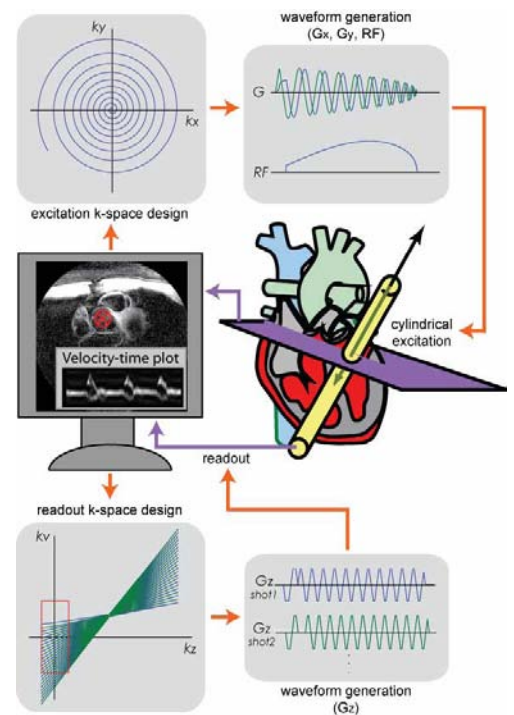 waveform generation
(Gx, Gy, RF)
ky
kx
G
RF
excitation k-space design
cylindrical
excitation
Velocity-time plot
readout
readout k-space design
kv
kz
Gz
shot1
Gz
shot2
waveform generation
(Gz)